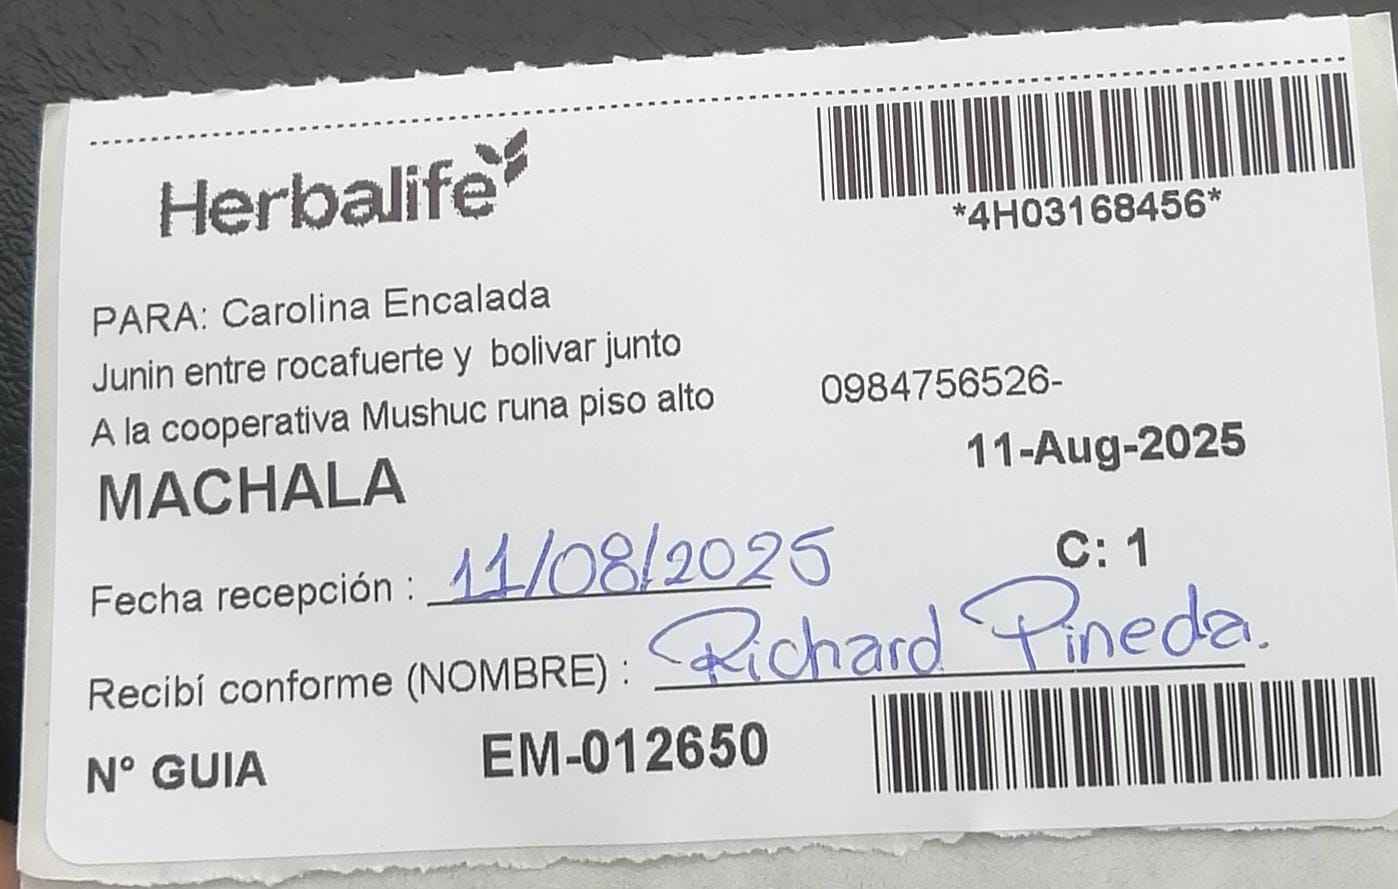 Herbalife
*4H03168456*
PARA: Carolina Encalada
Junin entre rocafuerte y bolivar junto
A la cooperativa Mushuc runa piso alto
0984756526-
MACHALA
11-Aug-2025
C: 1
Fecha recepción : 11/08/2025
Recibí conforme (NOMBRE) : Richard Pineda.
N° GUIA EM-012650